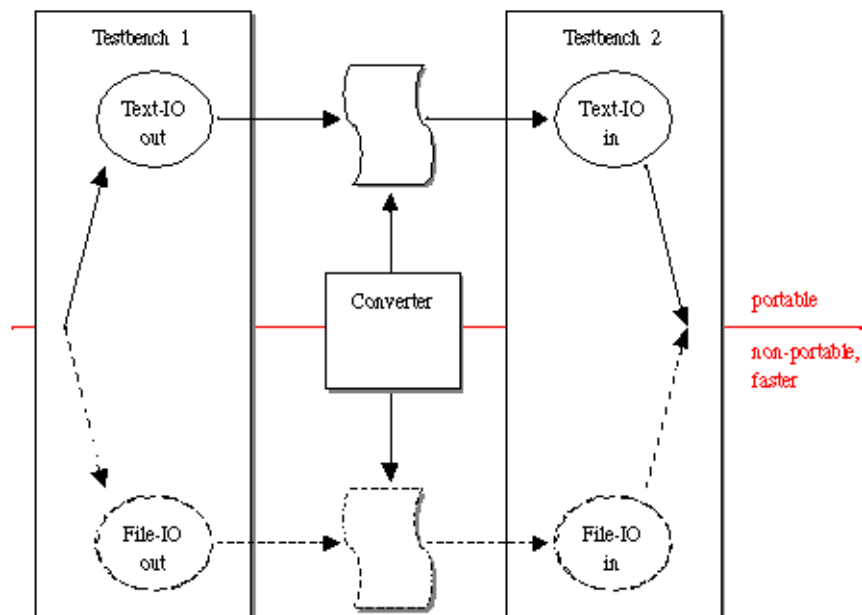 Testbench 1
Testbench 2
Text-IO
out
Text-IO
in
Converter
portable
non-portable,
faster
File-IO
out
File-IO
in